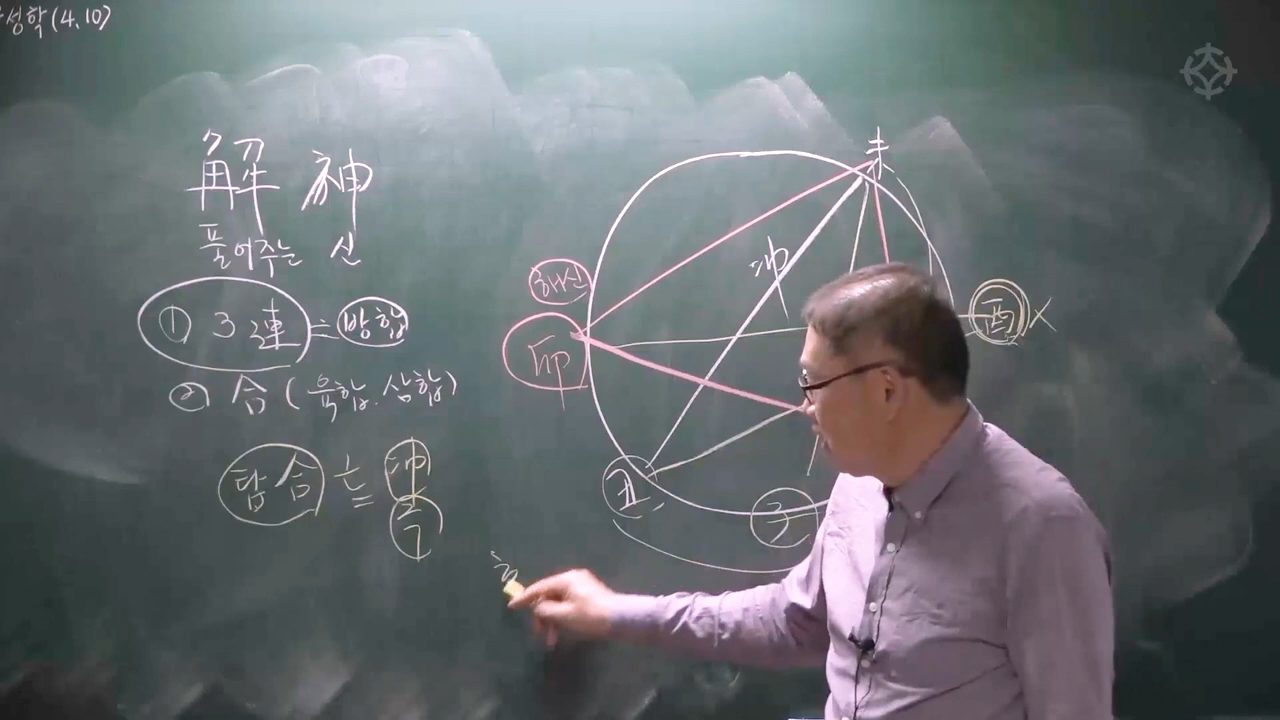 성학(4.10)
解神
풀어주는 신
① 3連 = 방합
② 合(육합.삼합)
답合 는 沖
7
未
沖
해신
卯
酉 X
丑
子